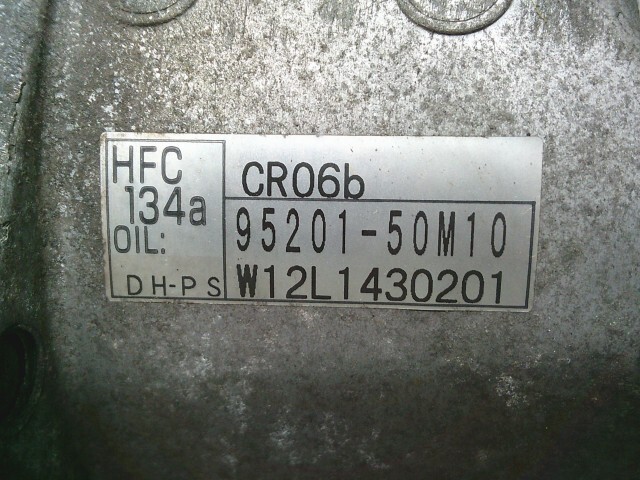 HFC
134a
OIL:
DH-PS
CR06b
95201-50M10
W12L1430201